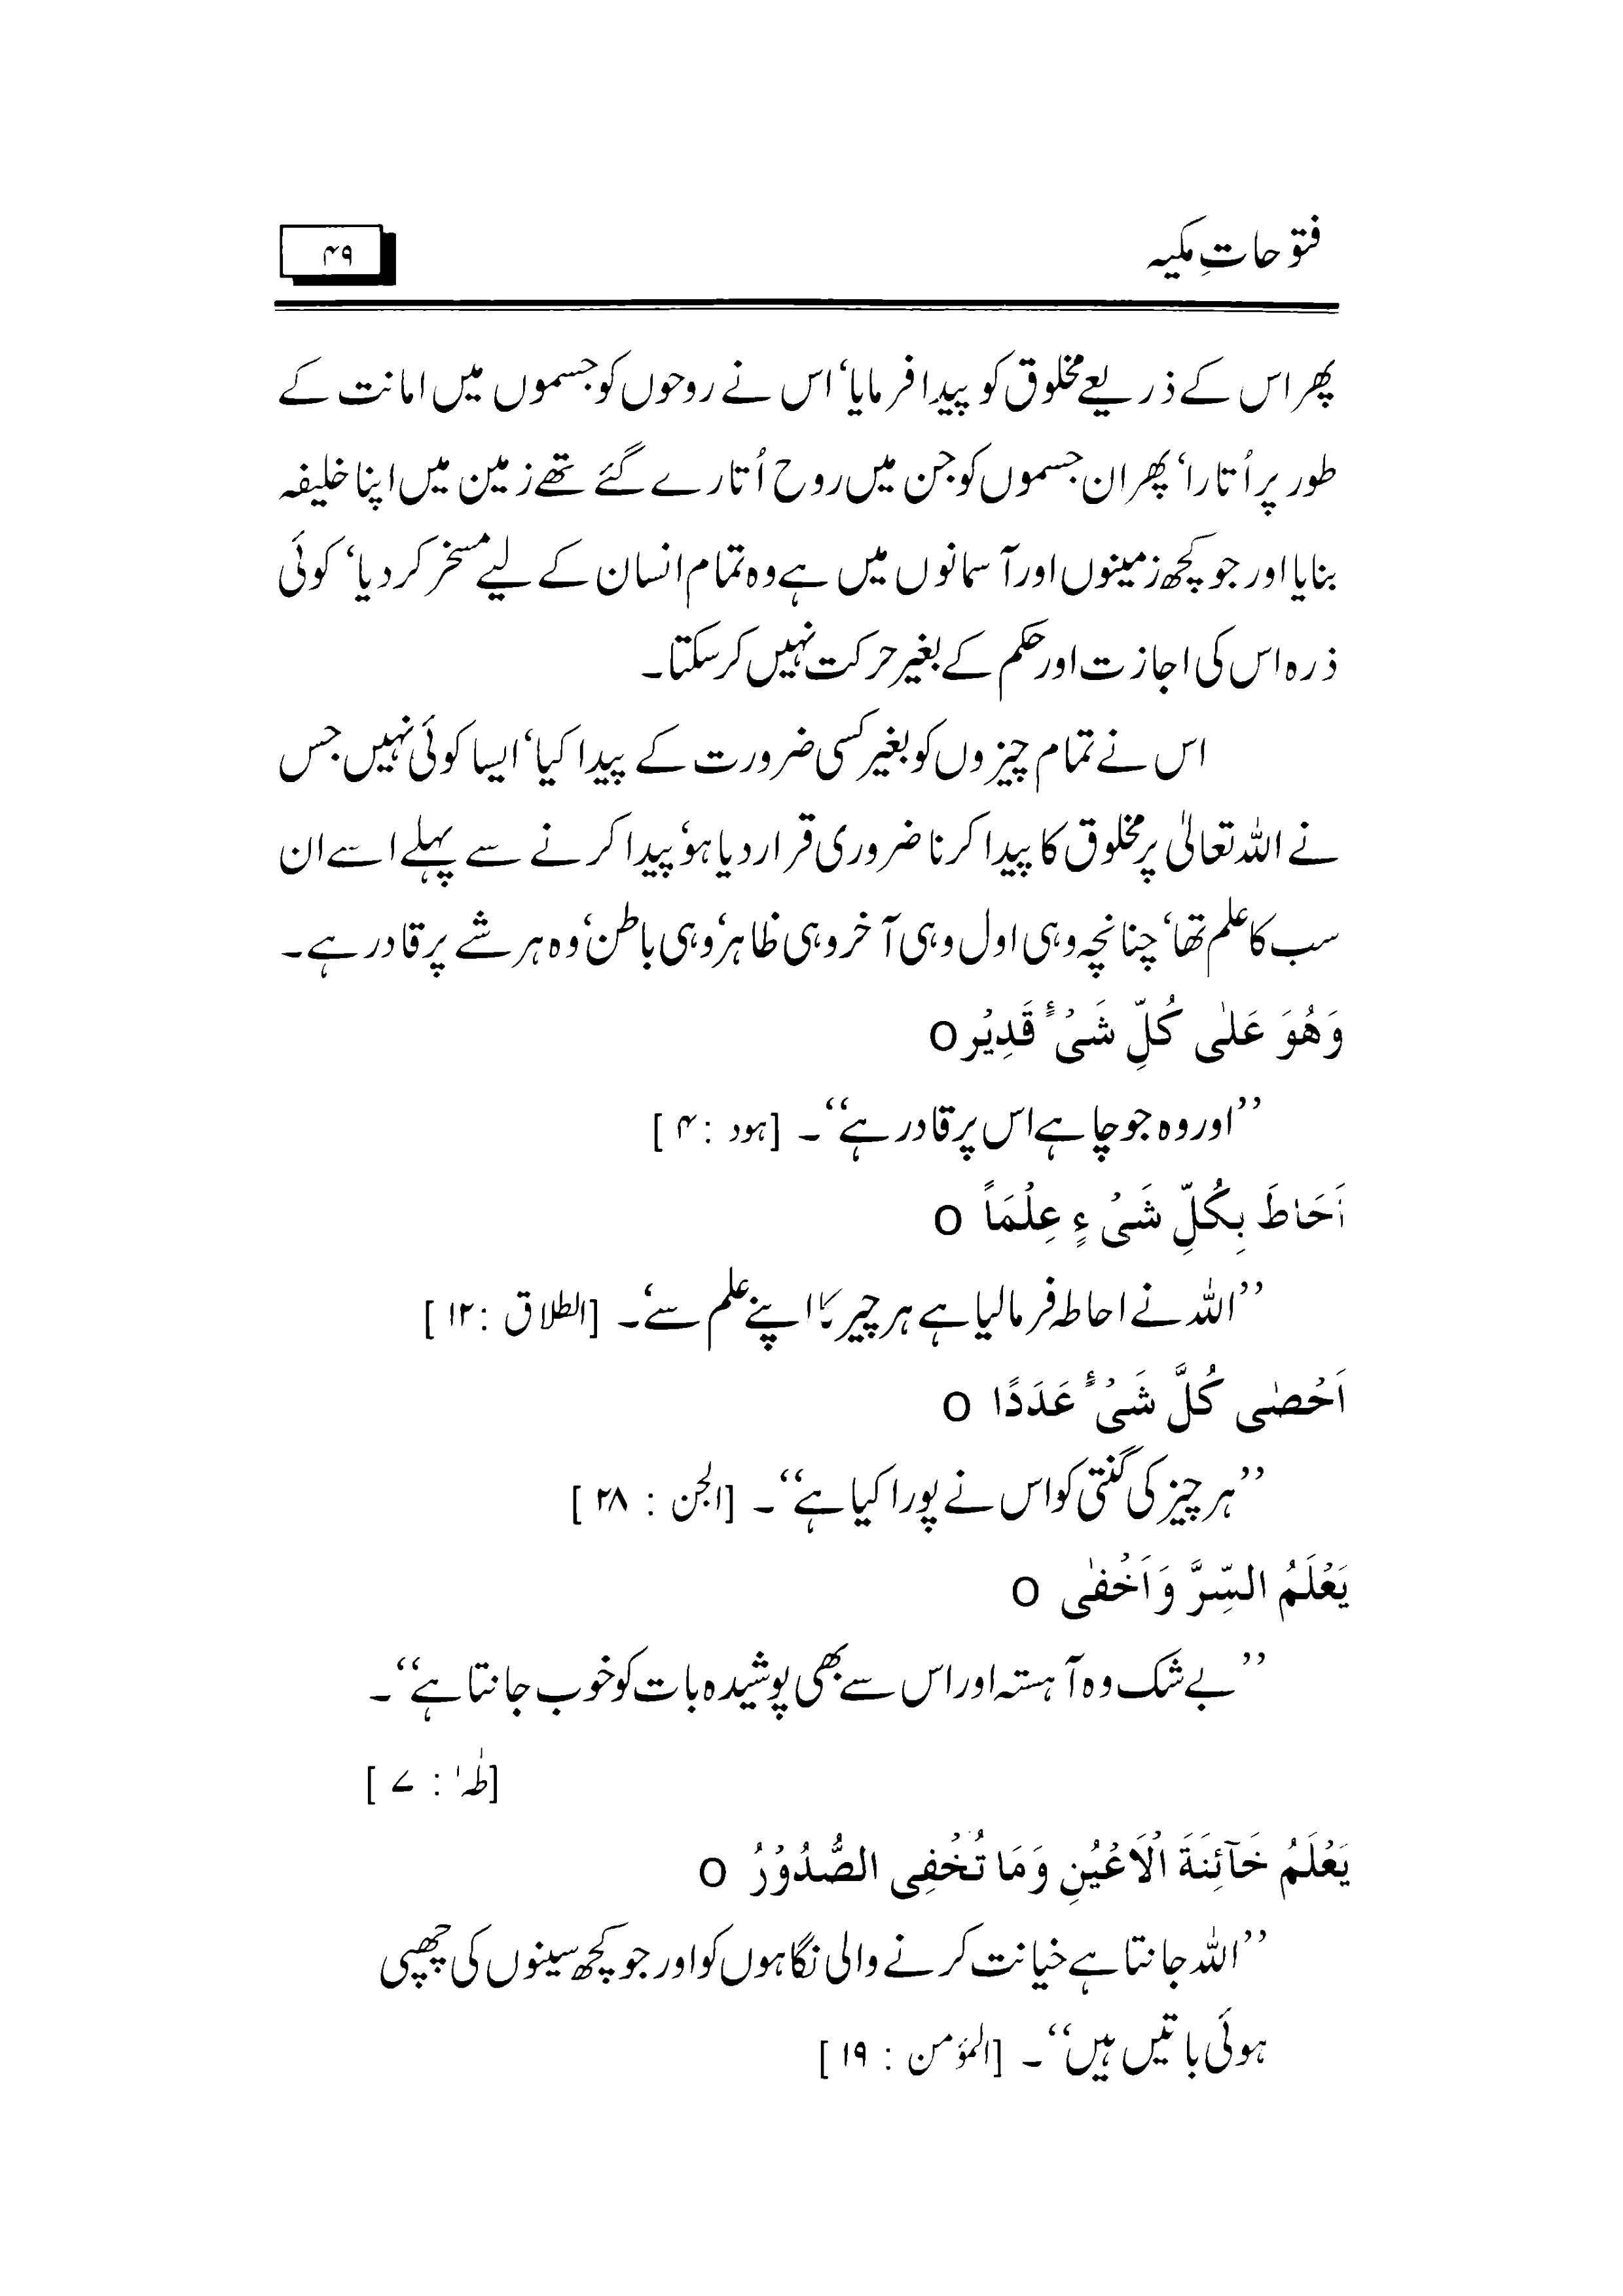 فتوحاتِ مکیہ
۴۹
پھر اس کے ذریعے مخلوق کو پیدا فرمایا‘ اس نے روحوں کو جسموں میں امانت کے
طور پر اُتارا‘ پھر ان جسموں کو جن میں روح اُتارے گئے تھے زمین میں اپنا خلیفہ
بنایا اور جو کچھ زمینوں اور آسمانوں میں ہے وہ تمام انسان کے لیے مسخر کر دیا‘ کوئی
ذرہ اس کی اجازت اور حکم کے بغیر حرکت نہیں کر سکتا۔
اس نے تمام چیزوں کو بغیر کسی ضرورت کے پیدا کیا‘ ایسا کوئی نہیں جس
نے اللہ تعالیٰ پر مخلوق کا پیدا کرنا ضروری قرار دیا ہو‘ پیدا کرنے سے پہلے اسے ان
سب کا علم تھا‘ چنانچہ وہی اول وہی آخر وہی ظاہر‘ وہی باطن‘ وہ ہر شے پر قادر ہے۔
وَهُوَ عَلٰى كُلِّ شَىْءٍ قَدِيْر O
’’اور وہ جو چاہے اس پر قادر ہے‘‘۔ [ہود : ۴ ]
اَحَاطَ بِكُلِّ شَىْءٍ عِلْمَاً O
’’اللہ نے احاطہ فرما لیا ہے ہر چیز کا اپنے علم سے‘۔ [الطلاق : ۱۲ ]
اَحْصٰى كُلَّ شَىْءٍ عَدَدًا O
’’ہر چیز کی گنتی کو اس نے پورا کیا ہے‘‘۔ [الجن : ۲۸ ]
يَعْلَمُ السِّرَّ وَاَخْفٰى O
’’بے شک وہ آہستہ اور اس سے بھی پوشیدہ بات کو خوب جانتا ہے‘‘۔
[طٰہٰ : ۷ ]
يَعْلَمُ خَآئِنَةَ الْاَعْيُنِ وَمَا تُخْفِى الصُّدُوْرُ O
’’اللہ جانتا ہے خیانت کرنے والی نگاہوں کو اور جو کچھ سینوں کی چھپی
ہوئی باتیں ہیں‘‘۔ [المؤمن : ۱۹ ]